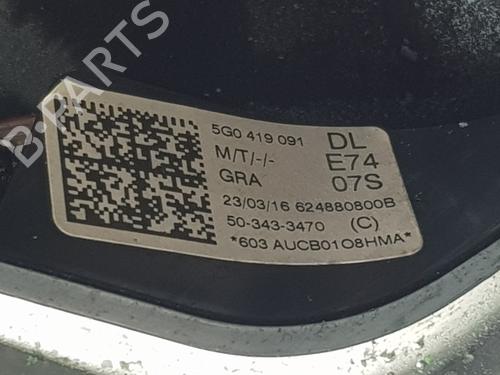 B-PARTS
5G0 419 091 DL
M/T/-/- E74
GRA 07S
23/03/16 624880800B
50-343-3470 (C)
*603 AUCB01O8HMA*